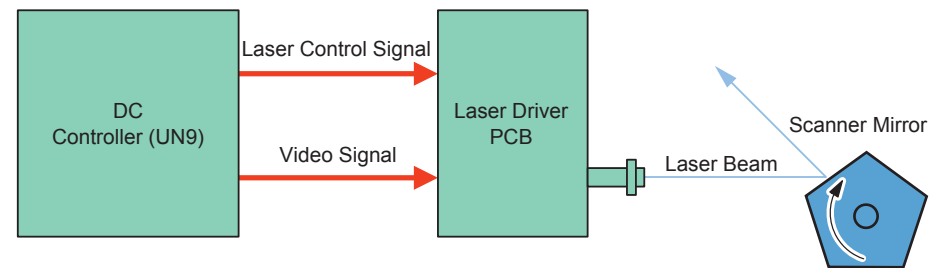 DC
Controller (UN9)
Laser Control Signal
Video Signal
Laser Driver
PCB
Laser Beam
Scanner Mirror